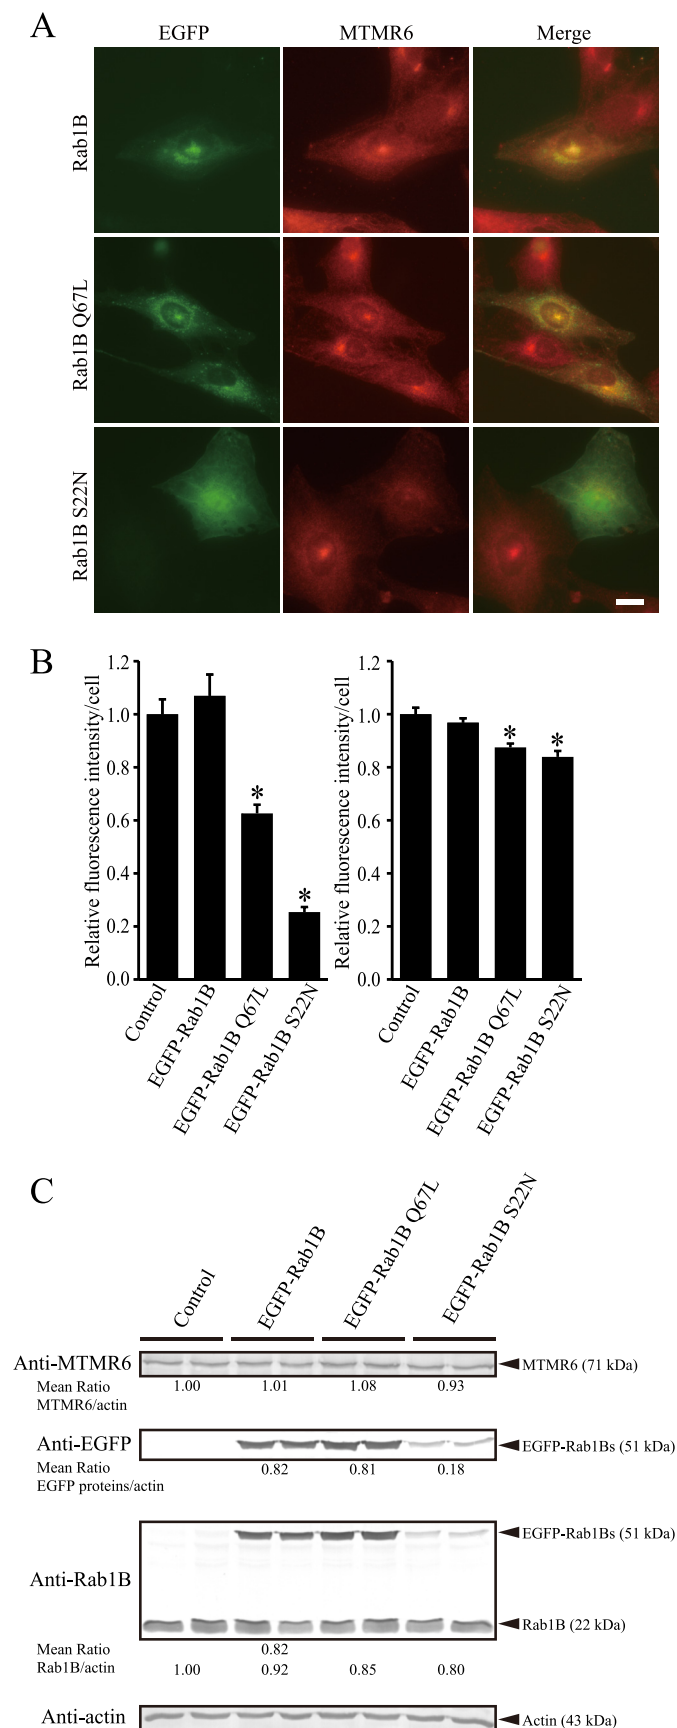 A
EGFP
MTMR6
Merge
Rab1B
Rab1B Q67L
Rab1B S22N
B
Relative fluorescence intensity/cell
1.2
1.0
0.8
0.6
0.4
0.2
0.0
*
*
Control
EGFP-Rab1B
EGFP-Rab1B Q67L
EGFP-Rab1B S22N
Relative fluorescence intensity/cell
1.2
1.0
0.8
0.6
0.4
0.2
0.0
*
*
Control
EGFP-Rab1B
EGFP-Rab1B Q67L
EGFP-Rab1B S22N
C
Control
EGFP-Rab1B
EGFP-Rab1B Q67L
EGFP-Rab1B S22N
Anti-MTMR6
MTMR6 (71 kDa)
Mean Ratio
MTMR6/actin
1.00 1.01 1.08 0.93
Anti-EGFP
EGFP-Rab1Bs (51 kDa)
Mean Ratio
EGFP proteins/actin
0.82 0.81 0.18
EGFP-Rab1Bs (51 kDa)
Anti-Rab1B
Rab1B (22 kDa)
Mean Ratio
0.82
Rab1B/actin
1.00 0.92 0.85 0.80
Anti-actin
Actin (43 kDa)